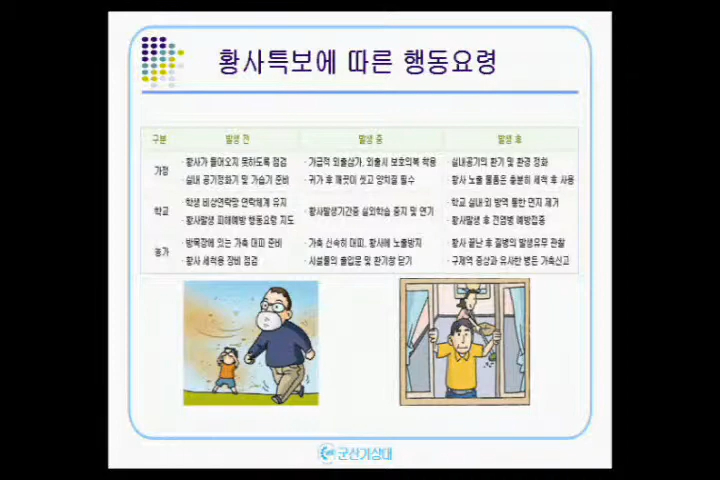 황사특보에 따른 행동요령
구분 발생 전 발생 중 발생 후
가정
· 황사가 들어오지 못하도록 점검
· 실내 공기정화기 및 가습기 준비
· 가급적 외출삼가, 외출시 보호의복 착용
· 귀가 후 깨끗이 씻고 양치질 필수
· 실내공기의 환기 및 환경 정화
· 황사 노출 물품은 충분히 세척 후 사용
학교
· 학생 비상연락망 연락체계 유지
· 황사발생 피해예방 행동요령 지도
· 황사발생기간중 실외학습 중지 및 연기
· 학교 실내 외 방역 통한 먼지 제거
· 황사발생 후 전염병 예방접종
농가
· 방목장에 있는 가축 대피 준비
· 황사 세척용 장비 점검
· 가축 신속히 대피, 황사에 노출방지
· 시설물의 출입문 및 환기창 닫기
· 황사 끝난 후 질병의 발생유무 관찰
· 구제역 증상과 유사한 병든 가축신고
군산기상대